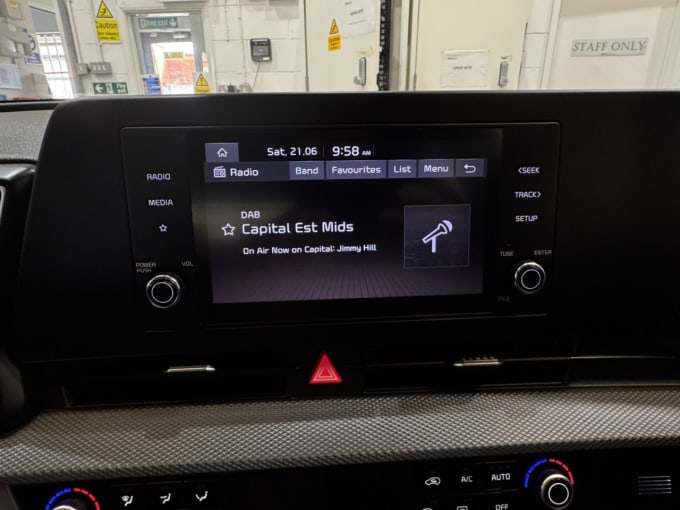 Caution
FIRE EXIT
STAFF ONLY
Sat, 21.06 9:58 AM
Radio Band Favourites List Menu
DAB
Capital Est Mids
On Air Now on Capital: Jimmy Hill
RADIO
MEDIA
POWER PUSH VOL
<SEEK
TRACK>
SETUP
TUNE ENTER
FILE
A/C AUTO
OFF